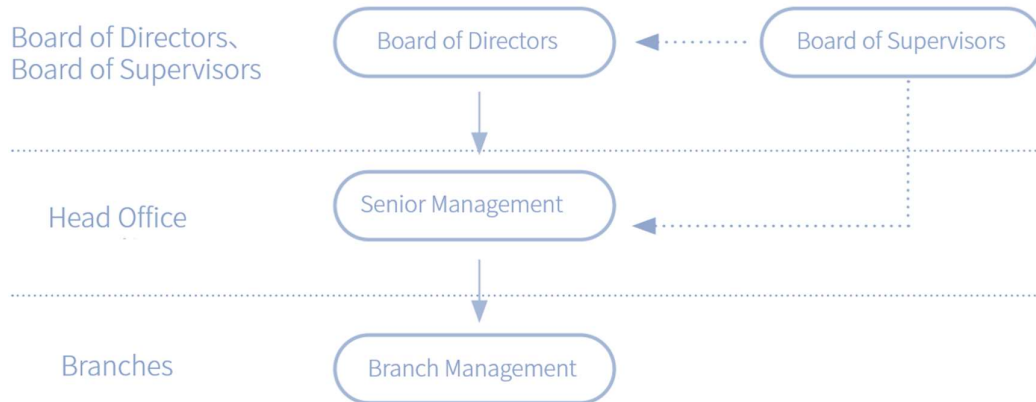 Board of Directors、
Board of Supervisors
Board of Directors
Board of Supervisors
Head Office
Senior Management
Branches
Branch Management